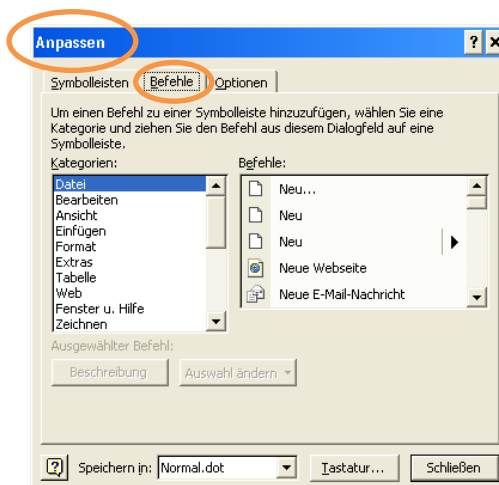 Anpassen
Symbolleisten Befehle Optionen
Um einen Befehl zu einer Symbolleiste hinzuzufügen, wählen Sie eine
Kategorie und ziehen Sie den Befehl aus diesem Dialogfeld auf eine
Symbolleiste.
Kategorien: Befehle:
Datei
Bearbeiten
Ansicht
Einfügen
Format
Extras
Tabelle
Web
Fenster u. Hilfe
Zeichnen
Neu...
Neu
Neu
Neue Webseite
Neue E-Mail-Nachricht
Ausgewählter Befehl:
Beschreibung Auswahl ändern
Speichern in: Normal.dot Tastatur... Schließen